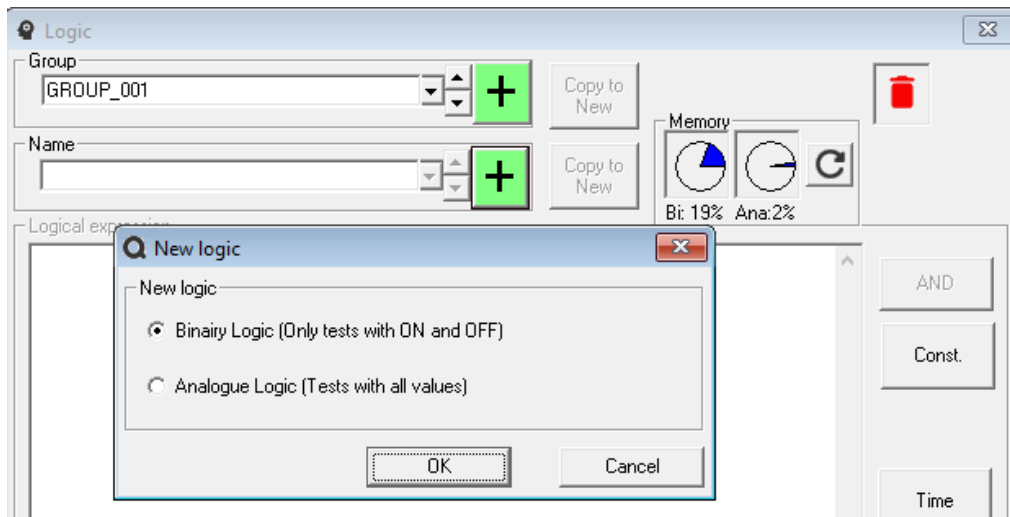 Logic
Group
GROUP_001
Copy to
New
Memory
Name
Copy to
New
Bi: 19% Ana:2%
Logical expression
New logic
New logic
Binairy Logic (Only tests with ON and OFF)
Analogue Logic (Tests with all values)
OK
Cancel
AND
Const.
Time